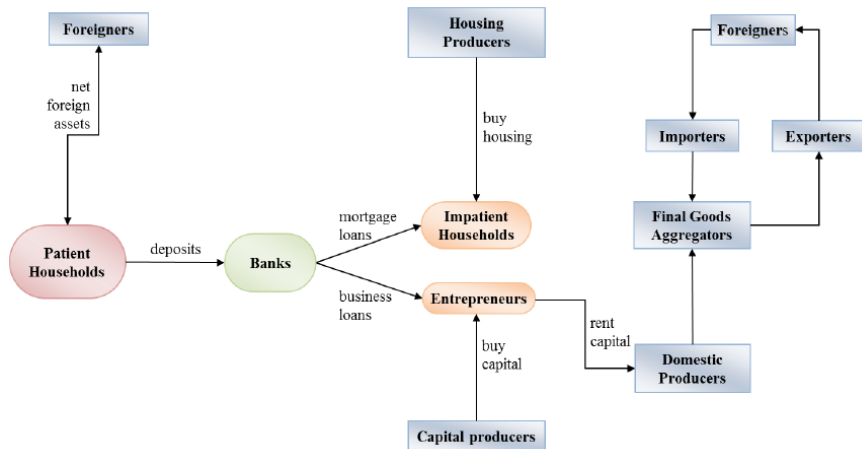 Foreigners
net
foreign
assets
Patient
Households
deposits
Banks
mortgage
loans
business
loans
Housing
Producers
buy
housing
Impatient
Households
Entrepreneurs
buy
capital
Capital producers
rent
capital
Foreigners
Importers
Exporters
Final Goods
Aggregators
Domestic
Producers